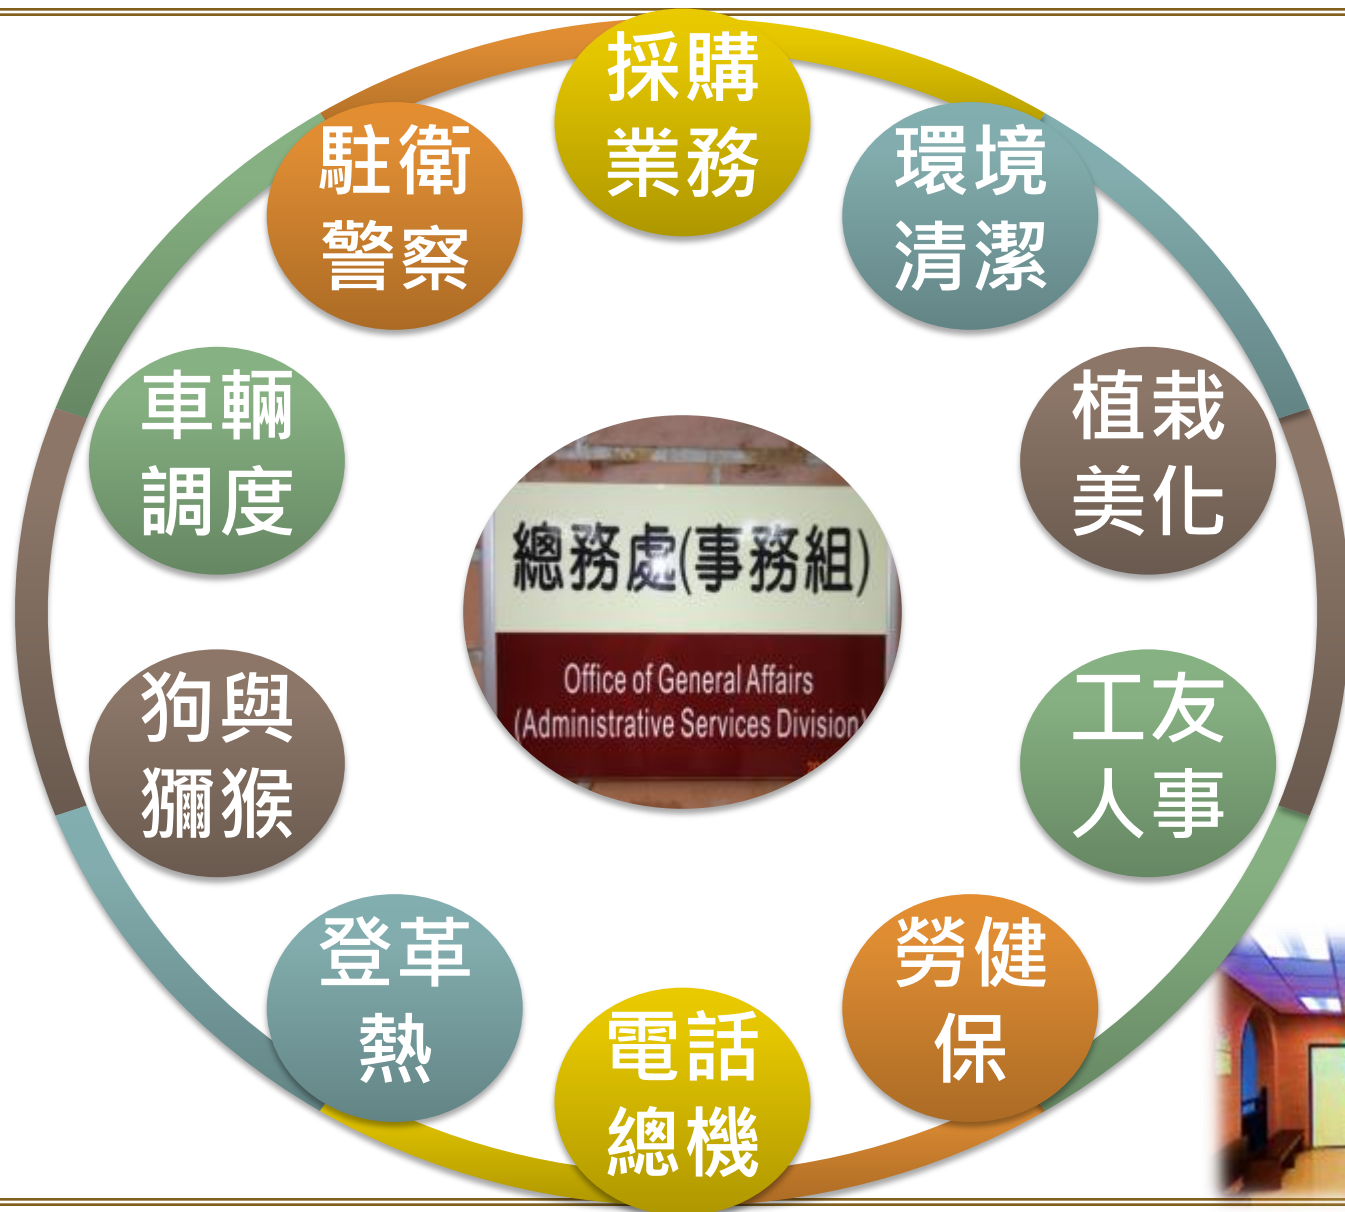 採購
業務
環境
清潔
植栽
美化
工友
人事
勞健
保
電話
總機
登革
熱
狗與
獼猴
車輛
調度
駐衛
警察
總務處(事務組)
Office of General Affairs
(Administrative Services Division)